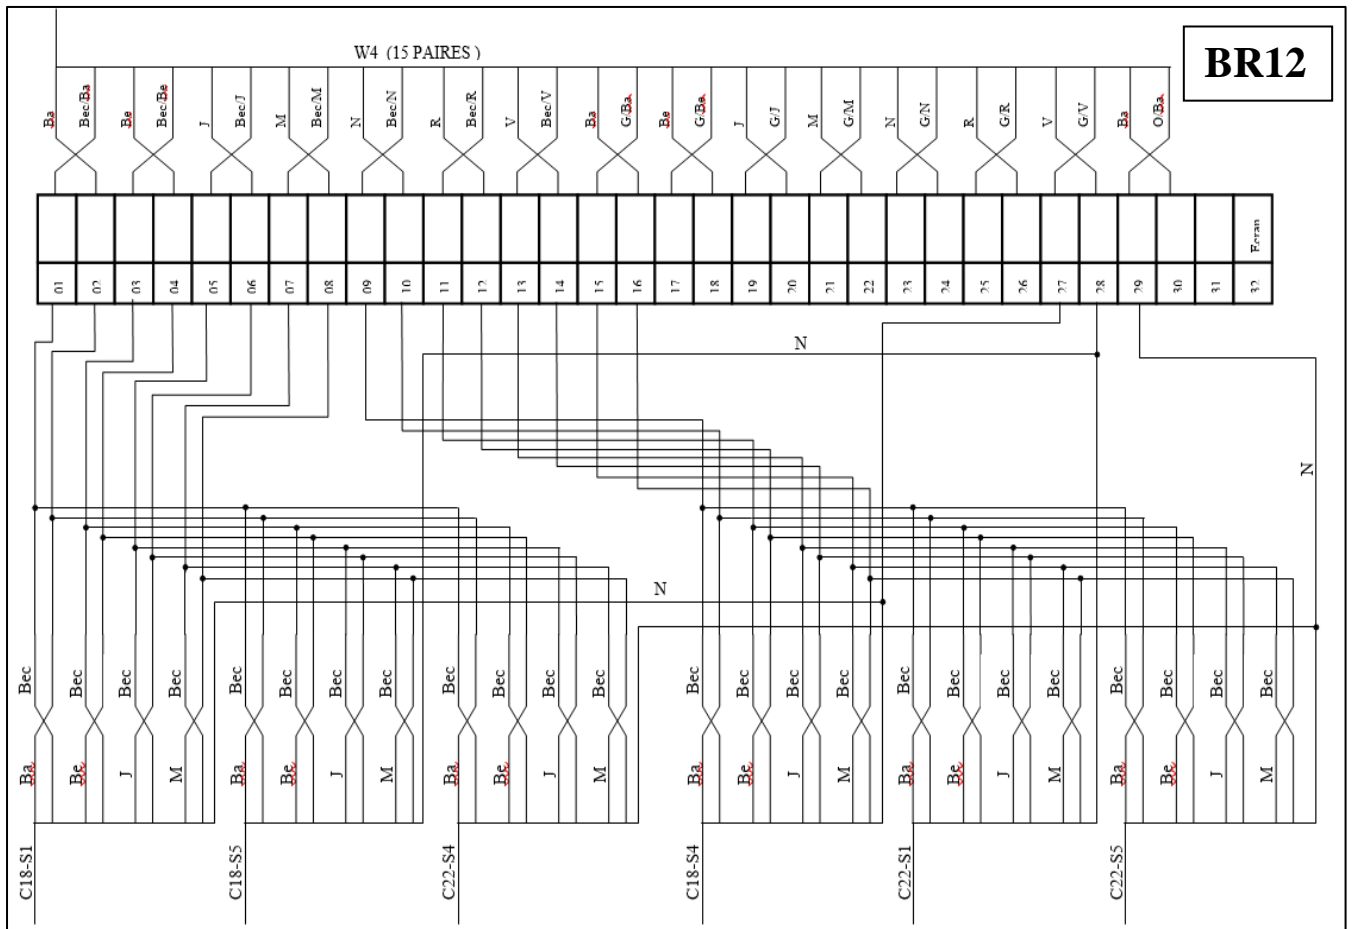 W4 (15 PAIRES )
BR12
Ba Bec/Ba Be Bec/Be J Bec/J M Bec/M N Bec/N R Bec/R V Bec/V Ba G/Ba Be G/Be J G/J M G/M N G/N R G/R V G/V Ba O/Ba
Ecran
01 02 03 04 05 06 07 08 09 10 11 12 13 14 15 16 17 18 19 20 21 22 23 24 25 26 27 28 29 30 31 32
N
N
N
Bec Bec Bec Bec Bec Bec Bec Bec Bec Bec Bec Bec Bec Bec Bec Bec Bec Bec Bec Bec Bec Bec Bec Bec
Ba Be J M Ba Be J M Ba Be J M Ba Be J M Ba Be J M Ba Be J M
C18-S1 C18-S5 C22-S4 C18-S4 C22-S1 C22-S5